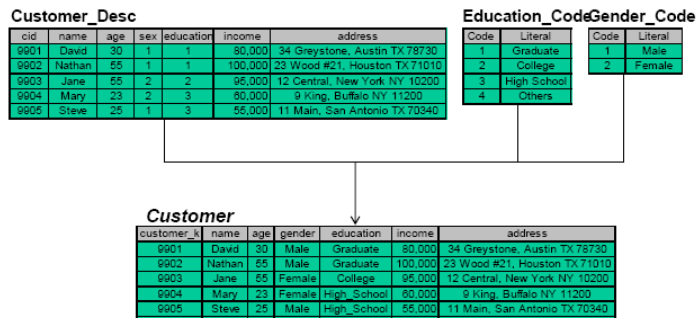 Customer_Desc Education_Code Gender_Code
cid name age sex education income address Code Literal Code Literal
9901 David 30 1 1 80,000 34 Greystone, Austin TX 78730 1 Graduate 1 Male
9902 Nathan 55 1 1 100,000 23 Wood #21, Houston TX 71010 2 College 2 Female
9903 Jane 55 2 2 95,000 12 Central, New York NY 10200 3 High School
9904 Mary 23 2 3 60,000 9 King, Buffalo NY 11200 4 Others
9905 Steve 25 1 3 55,000 11 Main, San Antonio TX 70340
Customer
customer_k name age gender education income address
9901 David 30 Male Graduate 80,000 34 Greystone, Austin TX 78730
9902 Nathan 55 Male Graduate 100,000 23 Wood #21, Houston TX 71010
9903 Jane 55 Female College 95,000 12 Central, New York NY 10200
9904 Mary 23 Female High_School 60,000 9 King, Buffalo NY 11200
9905 Steve 25 Male High_School 55,000 11 Main, San Antonio TX 70340